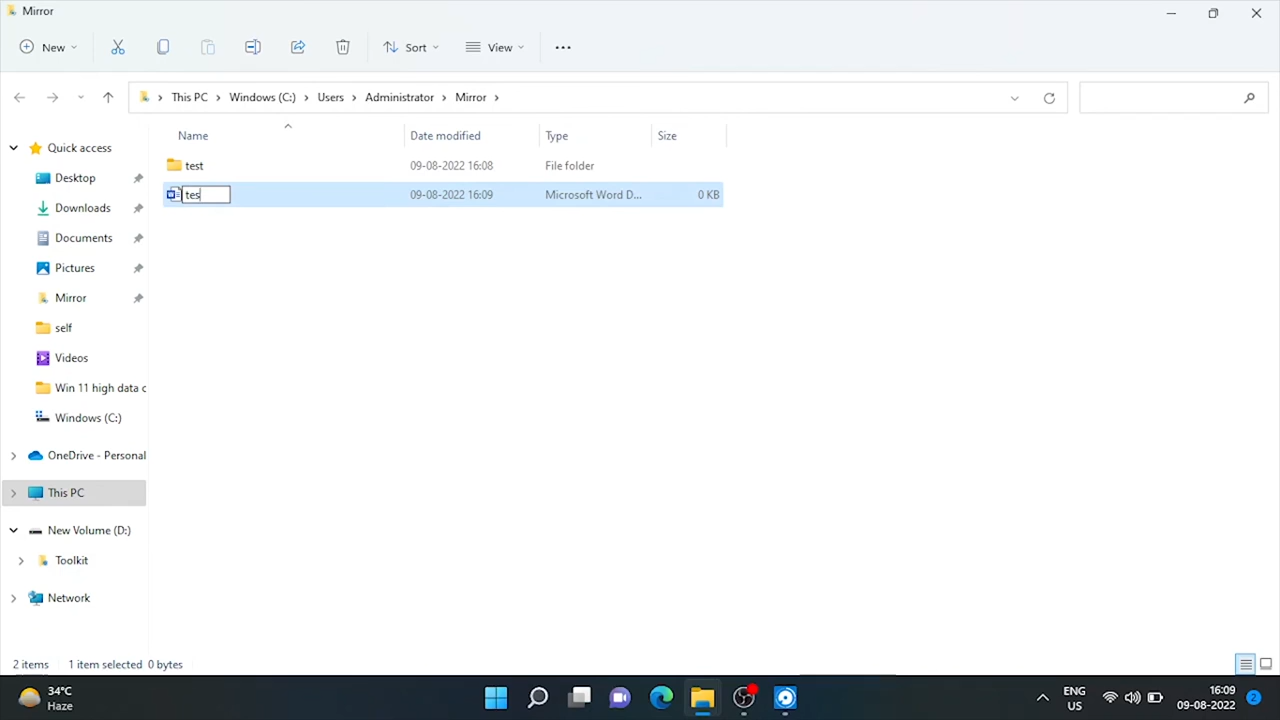 Mirror
New
Sort
View
This PC
Windows (C:)
Users
Administrator
Mirror
Name
Date modified
Type
Size
test
09-08-2022 16:08
File folder
tes
09-08-2022 16:09
Microsoft Word D...
0 KB
Quick access
Desktop
Downloads
Documents
Pictures
Mirror
self
Videos
Win 11 high data c
Windows (C:)
OneDrive - Personal
This PC
New Volume (D:)
Toolkit
Network
2 items
1 item selected
0 bytes
34°C
Haze
ENG
US
16:09
09-08-2022
2